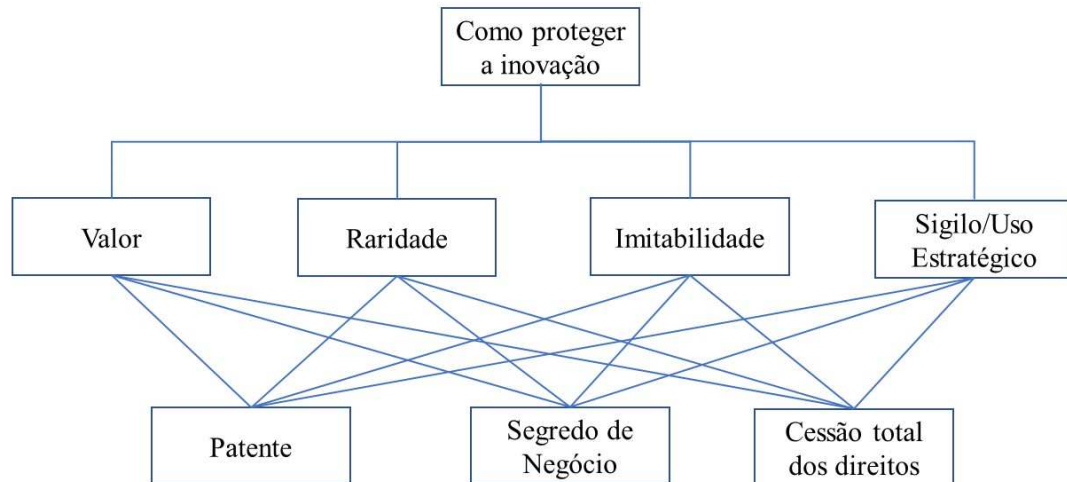 Como proteger
a inovação
Valor
Raridade
Imitabilidade
Sigilo/Uso
Estratégico
Patente
Segredo de
Negócio
Cessão total
dos direitos